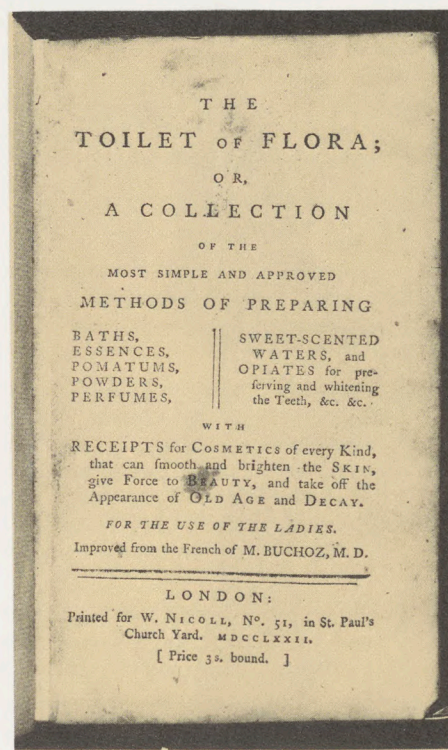 THE
TOILET OF FLORA;
OR,
A COLLECTION
OF THE
MOST SIMPLE AND APPROVED
METHODS OF PREPARING
BATHS,
ESSENCES,
POMATUMS,
POWDERS,
PERFUMES,
SWEET-SCENTED
WATERS, and
OPIATES for pre-
ſerving and whitening
the Teeth, &c. &c.
WITH
RECEIPTS for COSMETICS of every Kind,
that can ſmooth and brighten the SKIN,
give Force to BEAUTY, and take off the
Appearance of OLD AGE and DECAY.
FOR THE USE OF THE LADIES.
Improved from the French of M. BUCHOZ, M. D.
LONDON:
Printed for W. NICOLL, No. 51, in St. Paul's
Church Yard. MDCCLXXII.
[ Price 3 s. bound. ]